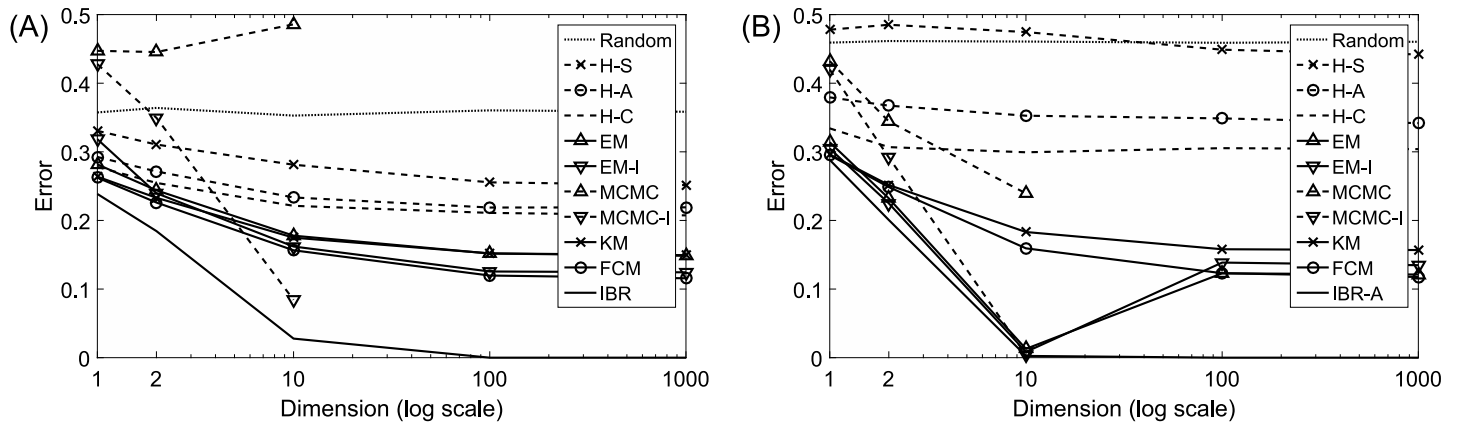 (A)
Error
0.5
0.4
0.3
0.2
0.1
0
1
2
10
100
1000
Dimension (log scale)
Random
H-S
H-A
H-C
EM
EM-I
MCMC
MCMC-I
KM
FCM
IBR
(B)
Error
0.5
0.4
0.3
0.2
0.1
0
1
2
10
100
1000
Dimension (log scale)
Random
H-S
H-A
H-C
EM
EM-I
MCMC
MCMC-I
KM
FCM
IBR-A